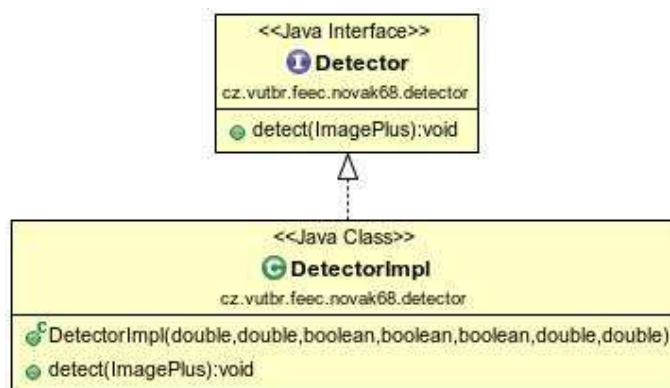 <<Java Interface>>
Detector
cz.vutbr.feec.novak68.detector
detect(ImagePlus):void
<<Java Class>>
DetectorImpl
cz.vutbr.feec.novak68.detector
DetectorImpl(double,double,boolean,boolean,boolean,double,double)
detect(ImagePlus):void